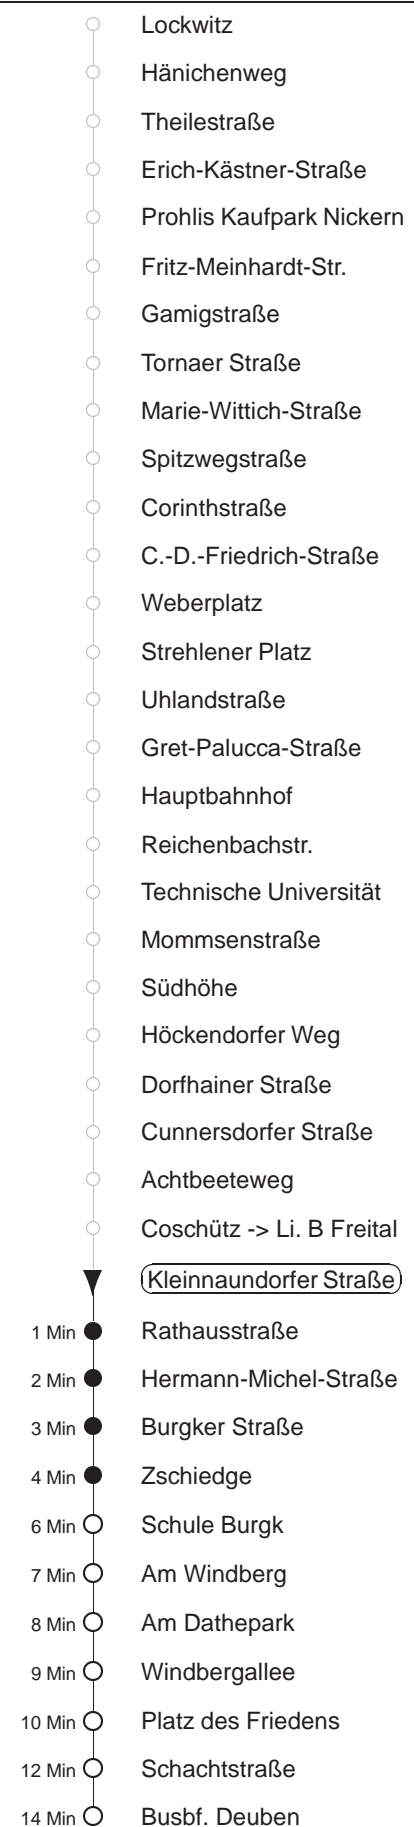 Lockwitz
Hänichenweg
Theilestraße
Erich-Kästner-Straße
Prohlis Kaufpark Nickern
Fritz-Meinhardt-Str.
Gamigstraße
Tornaer Straße
Marie-Wittich-Straße
Spitzwegstraße
Corinthstraße
C.-D.-Friedrich-Straße
Weberplatz
Strehlener Platz
Uhlandstraße
Gret-Palucca-Straße
Hauptbahnhof
Reichenbachstr.
Technische Universität
Mommsenstraße
Südhöhe
Höckendorfer Weg
Dorfhainer Straße
Cunnersdorfer Straße
Achtbeeteweg
Coschütz -> Li. B Freital
Kleinnaundorfer Straße
1 Min Rathausstraße
2 Min Hermann-Michel-Straße
3 Min Burgker Straße
4 Min Zschiedge
6 Min Schule Burgk
7 Min Am Windberg
8 Min Am Dathepark
9 Min Windbergallee
10 Min Platz des Friedens
12 Min Schachtstraße
14 Min Busbf. Deuben